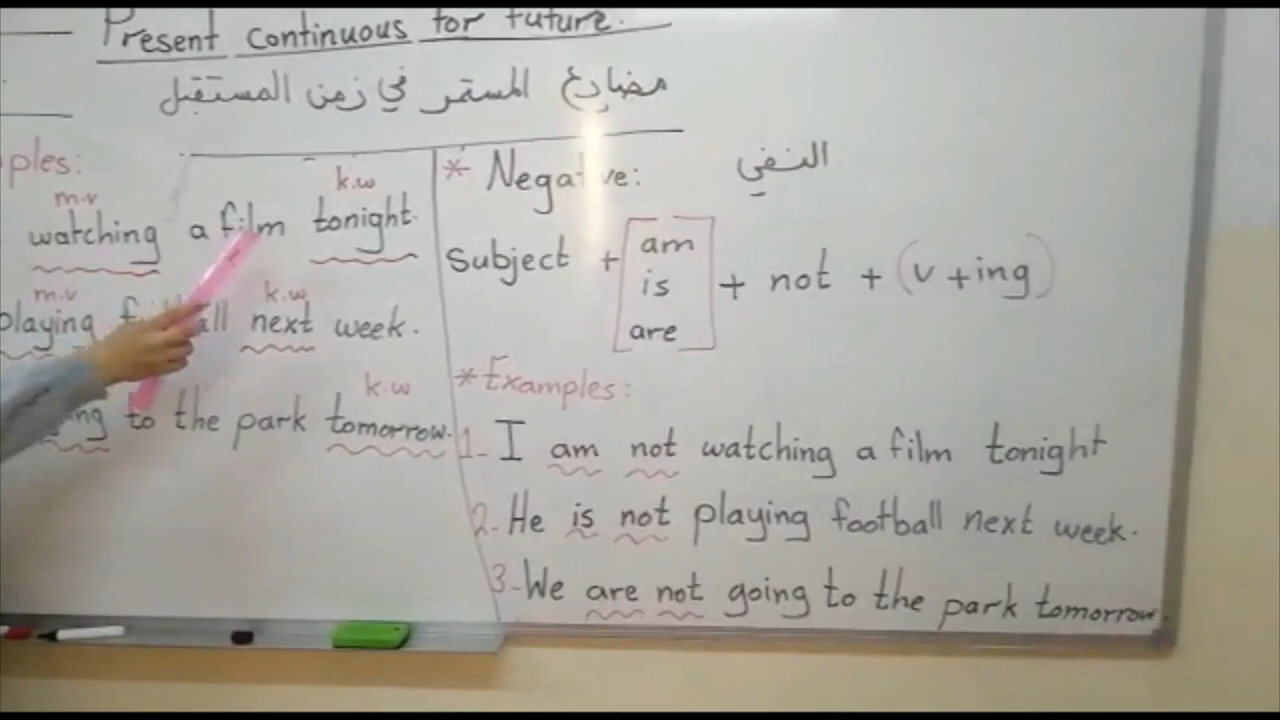 Present continuous for future.
مضارع المستمر في زمن المستقبل
ples:
m.v
k.w
watching a film tonight.
m.v
k.w
playing next week.
k.w
to the park tomorrow.
* Negative: النفي
Subject + [am is are] + not + (v+ing)
* Examples:
1- I am not watching a film tonight
2. He is not playing football next week.
3- We are not going to the park tomorrow.